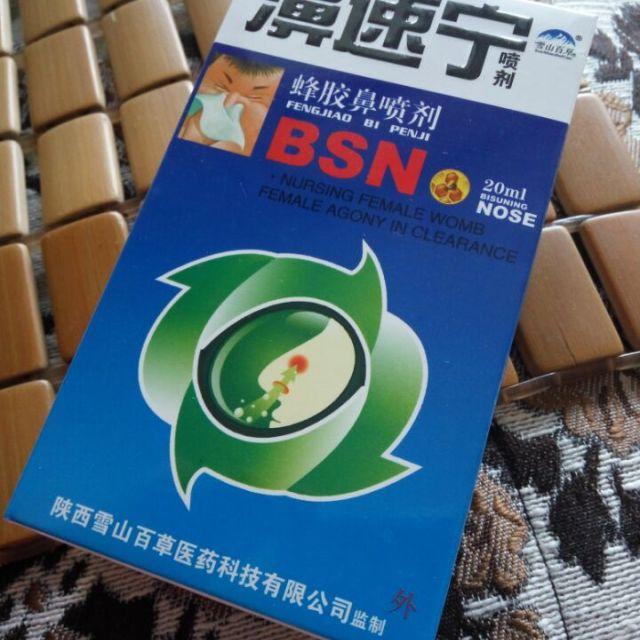 濞速宁
喷剂
雪山百草
蜂胶鼻喷剂
FENGJIAO BI PENJI
BSN
20ml
BISUNING
NOSE
· NURSING FEMALE WOMB
FEMALE AGONY IN CLEARANCE
陕西雪山百草医药科技有限公司监制
外